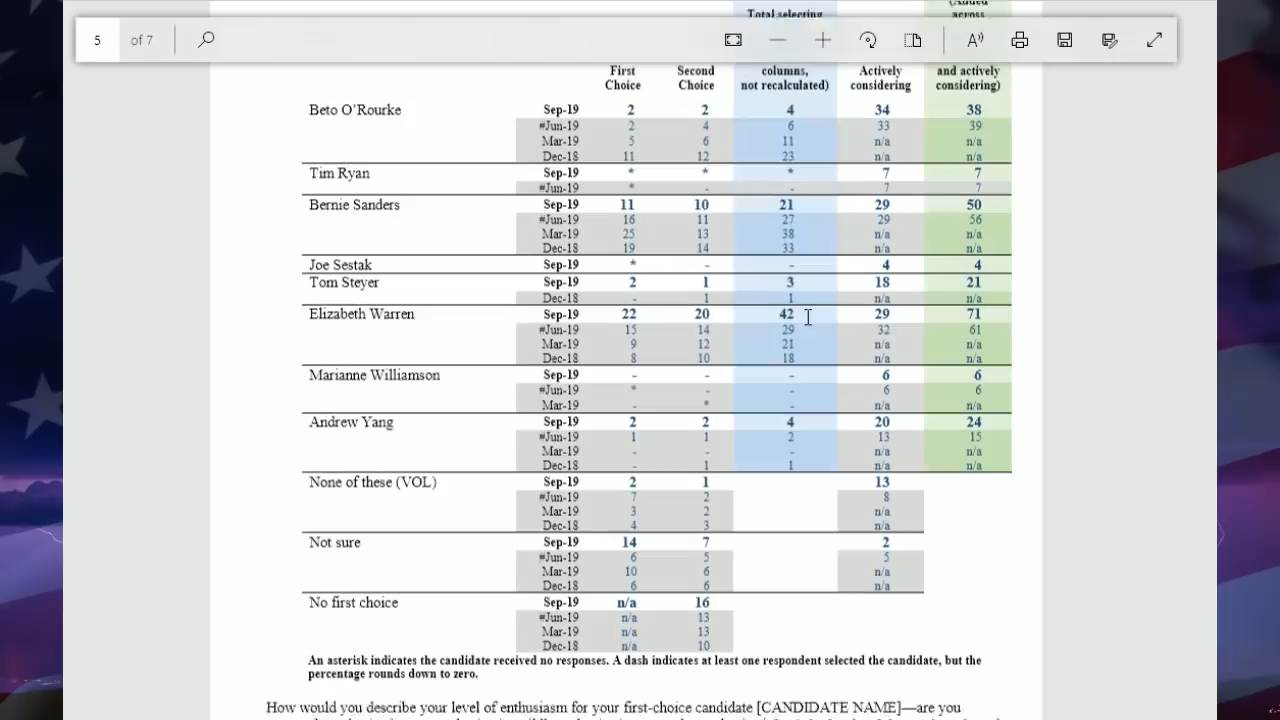 (Added
Total selecting across
5 of 7
First Second columns, Actively and actively
Choice Choice not recalculated) considering considering)
Beto O'Rourke Sep-19 2 2 4 34 38
#Jun-19 2 4 6 33 39
Mar-19 5 6 11 n/a n/a
Dec-18 11 12 23 n/a n/a
Tim Ryan Sep-19 * * * 7 7
#Jun-19 * - - 7 7
Bernie Sanders Sep-19 11 10 21 29 50
#Jun-19 16 11 27 29 56
Mar-19 25 13 38 n/a n/a
Dec-18 19 14 33 n/a n/a
Joe Sestak Sep-19 * - - 4 4
Tom Steyer Sep-19 2 1 3 18 21
Dec-18 - 1 1 n/a n/a
Elizabeth Warren Sep-19 22 20 42 29 71
#Jun-19 15 14 29 32 61
Mar-19 9 12 21 n/a n/a
Dec-18 8 10 18 n/a n/a
Marianne Williamson Sep-19 - - - 6 6
#Jun-19 * - - 6 6
Mar-19 - * - n/a n/a
Andrew Yang Sep-19 2 2 4 20 24
#Jun-19 1 1 2 13 15
Mar-19 - - - n/a n/a
Dec-18 - 1 1 n/a n/a
None of these (VOL) Sep-19 2 1 13
#Jun-19 7 2 8
Mar-19 3 2 n/a
Dec-18 4 3 n/a
Not sure Sep-19 14 7 2
#Jun-19 6 5 5
Mar-19 10 6 n/a
Dec-18 6 6 n/a
No first choice Sep-19 n/a 16
#Jun-19 n/a 13
Mar-19 n/a 13
Dec-18 n/a 10
An asterisk indicates the candidate received no responses. A dash indicates at least one respondent selected the candidate, but the
percentage rounds down to zero.
How would you describe your level of enthusiasm for your first-choice candidate [CANDIDATE NAME]—are you